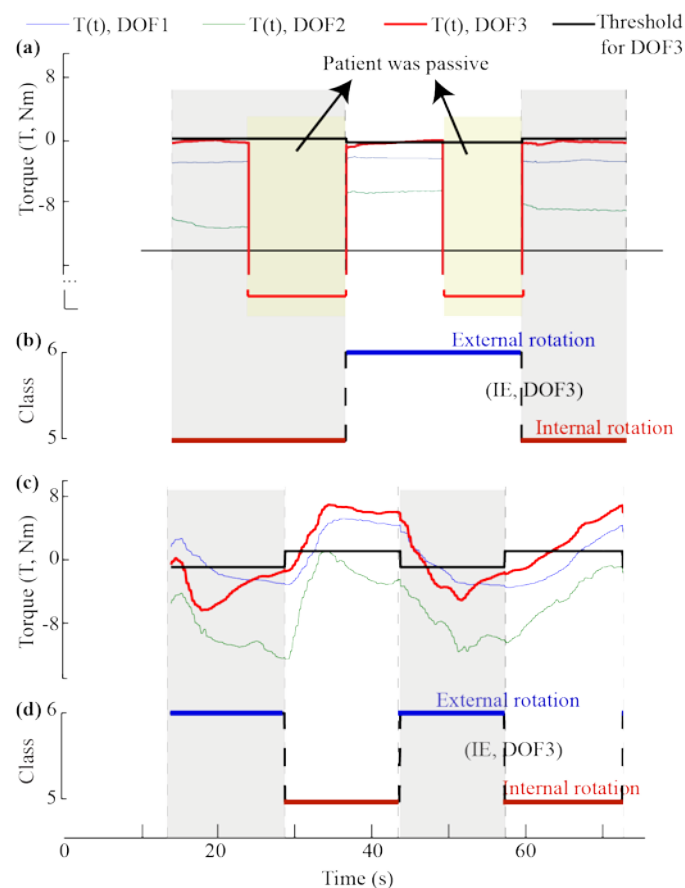 T(t), DOF1 T(t), DOF2 T(t), DOF3 Threshold
for DOF3
(a)
Patient was passive
8
0
-8
...
Torque (T, Nm)
(b)
6
External rotation
(IE, DOF3)
Class
Internal rotation
5
(c)
8
0
-8
Torque (T, Nm)
External rotation
(d)
6
(IE, DOF3)
Class
Internal rotation
5
0 20 40 60
Time (s)